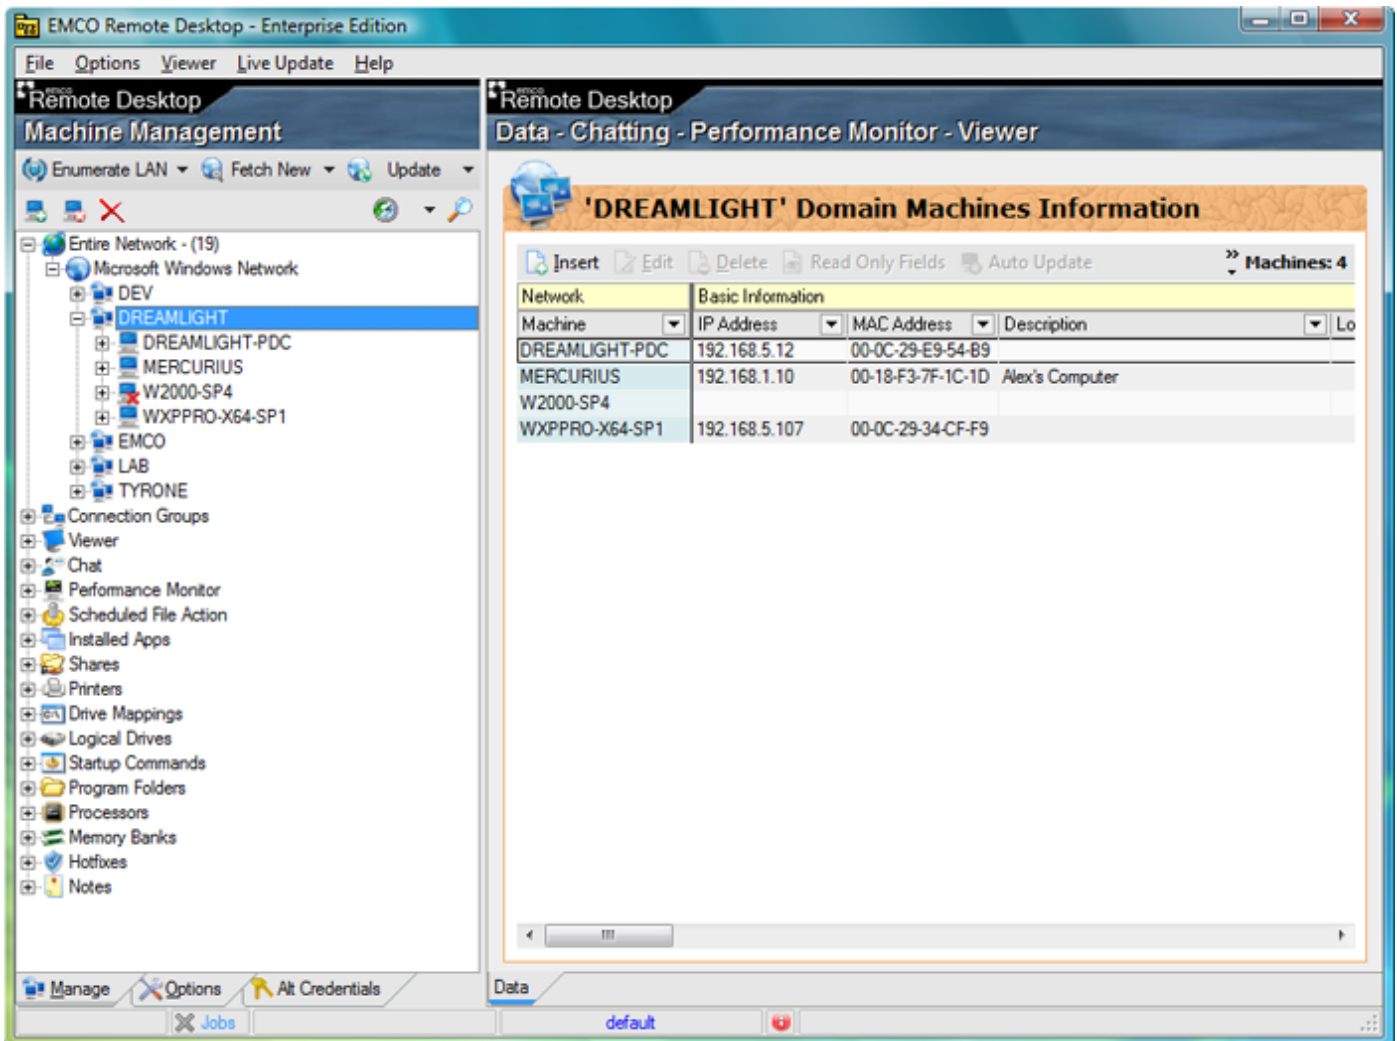 EMCO Remote Desktop - Enterprise Edition
File Options Viewer Live Update Help
emco
Remote Desktop
Machine Management
Enumerate LAN Fetch New Update
Entire Network - (19)
Microsoft Windows Network
DEV
DREAMLIGHT
DREAMLIGHT-PDC
MERCURIUS
W2000-SP4
WXPPRO-X64-SP1
EMCO
LAB
TYRONE
Connection Groups
Viewer
Chat
Performance Monitor
Scheduled File Action
Installed Apps
Shares
Printers
Drive Mappings
Logical Drives
Startup Commands
Program Folders
Processors
Memory Banks
Hotfixes
Notes
Manage Options Alt Credentials
emco
Remote Desktop
Data - Chatting - Performance Monitor - Viewer
'DREAMLIGHT' Domain Machines Information
Insert Edit Delete Read Only Fields Auto Update Machines: 4
Network Basic Information
Machine IP Address MAC Address Description Lo
DREAMLIGHT-PDC 192.168.5.12 00-0C-29-E9-54-B9
MERCURIUS 192.168.1.10 00-18-F3-7F-1C-1D Alex's Computer
W2000-SP4
WXPPRO-X64-SP1 192.168.5.107 00-0C-29-34-CF-F9
Data
Jobs default